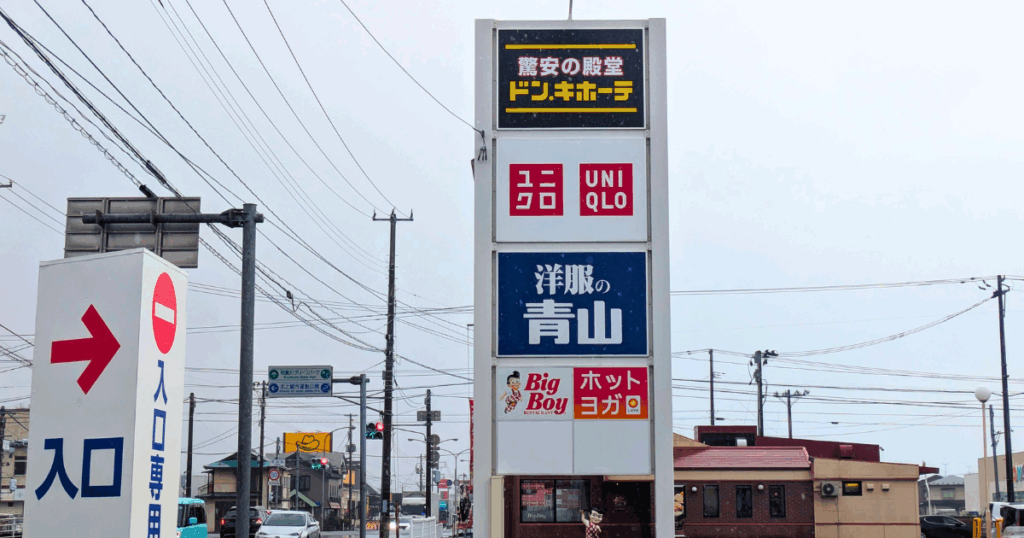 驚安の殿堂
ドン.キホーテ
ユニ
クロ
UNI
QLO
洋服の
青山
Big
Boy
RESTAURANT
ホット
ヨガ
入口
入口専用